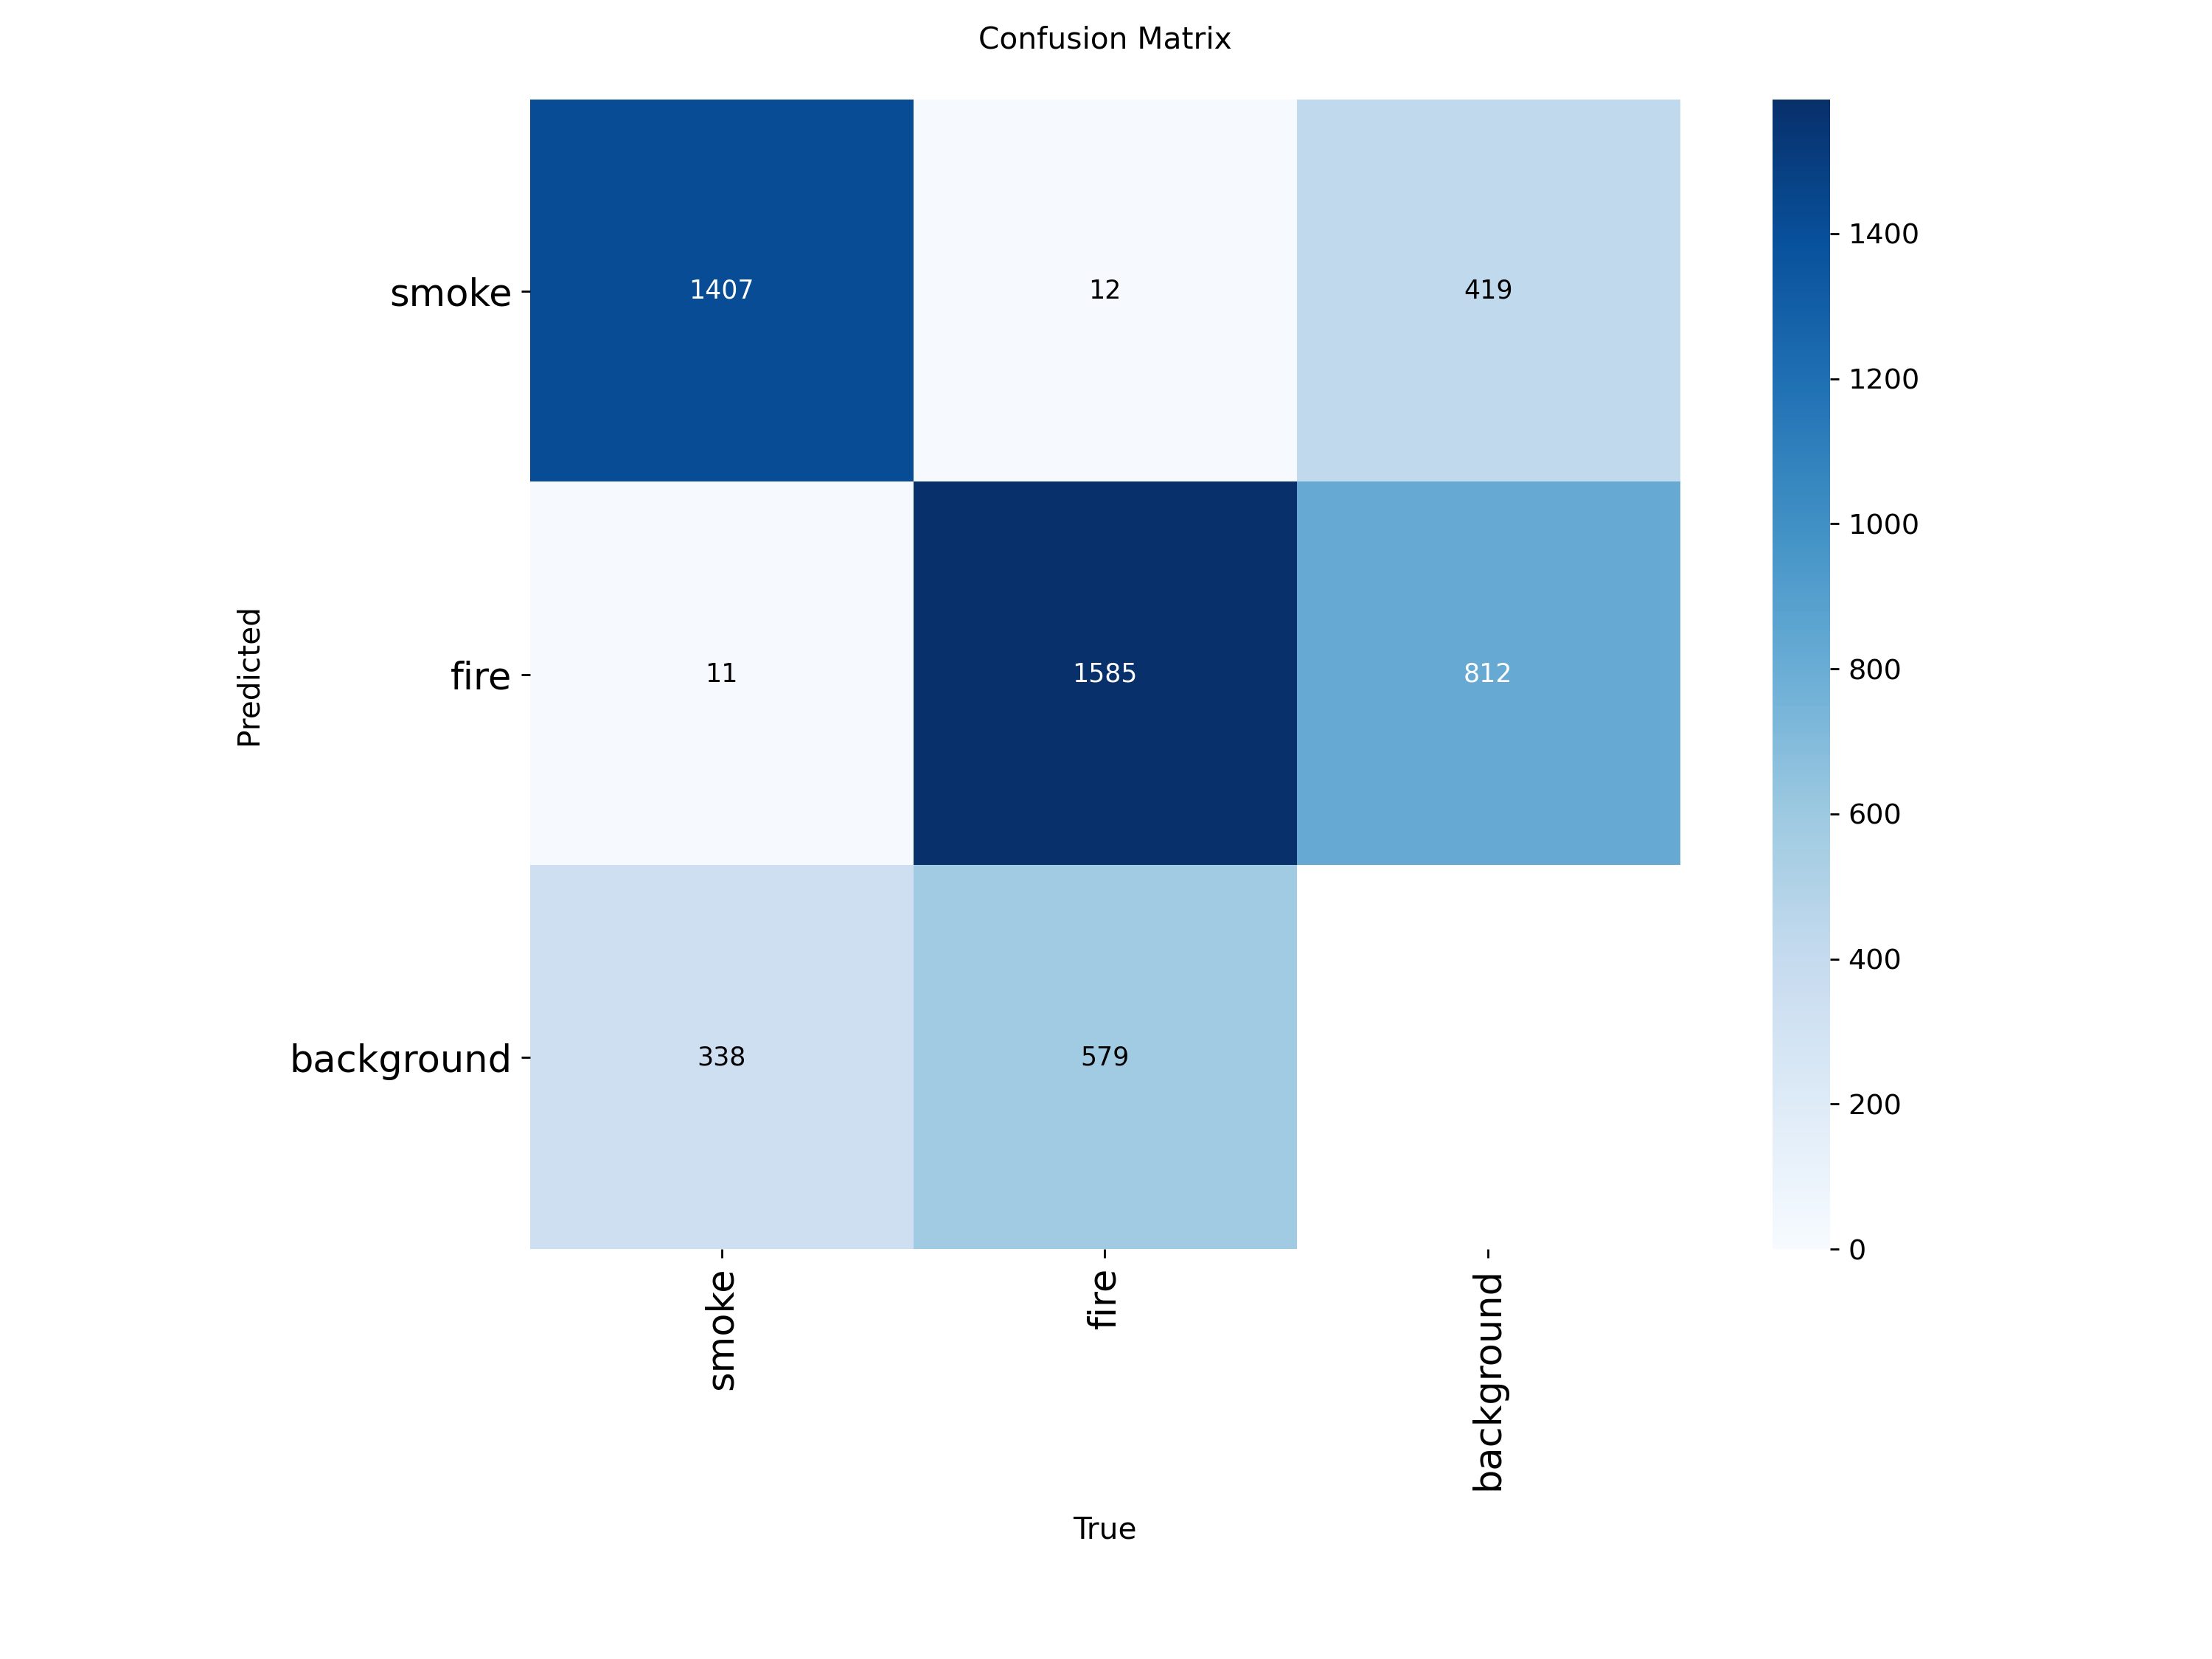 Confusion Matrix
smoke
1407
12
419
fire
11
1585
812
background
338
579
Predicted
smoke
fire
background
True
1400
1200
1000
800
600
400
200
0